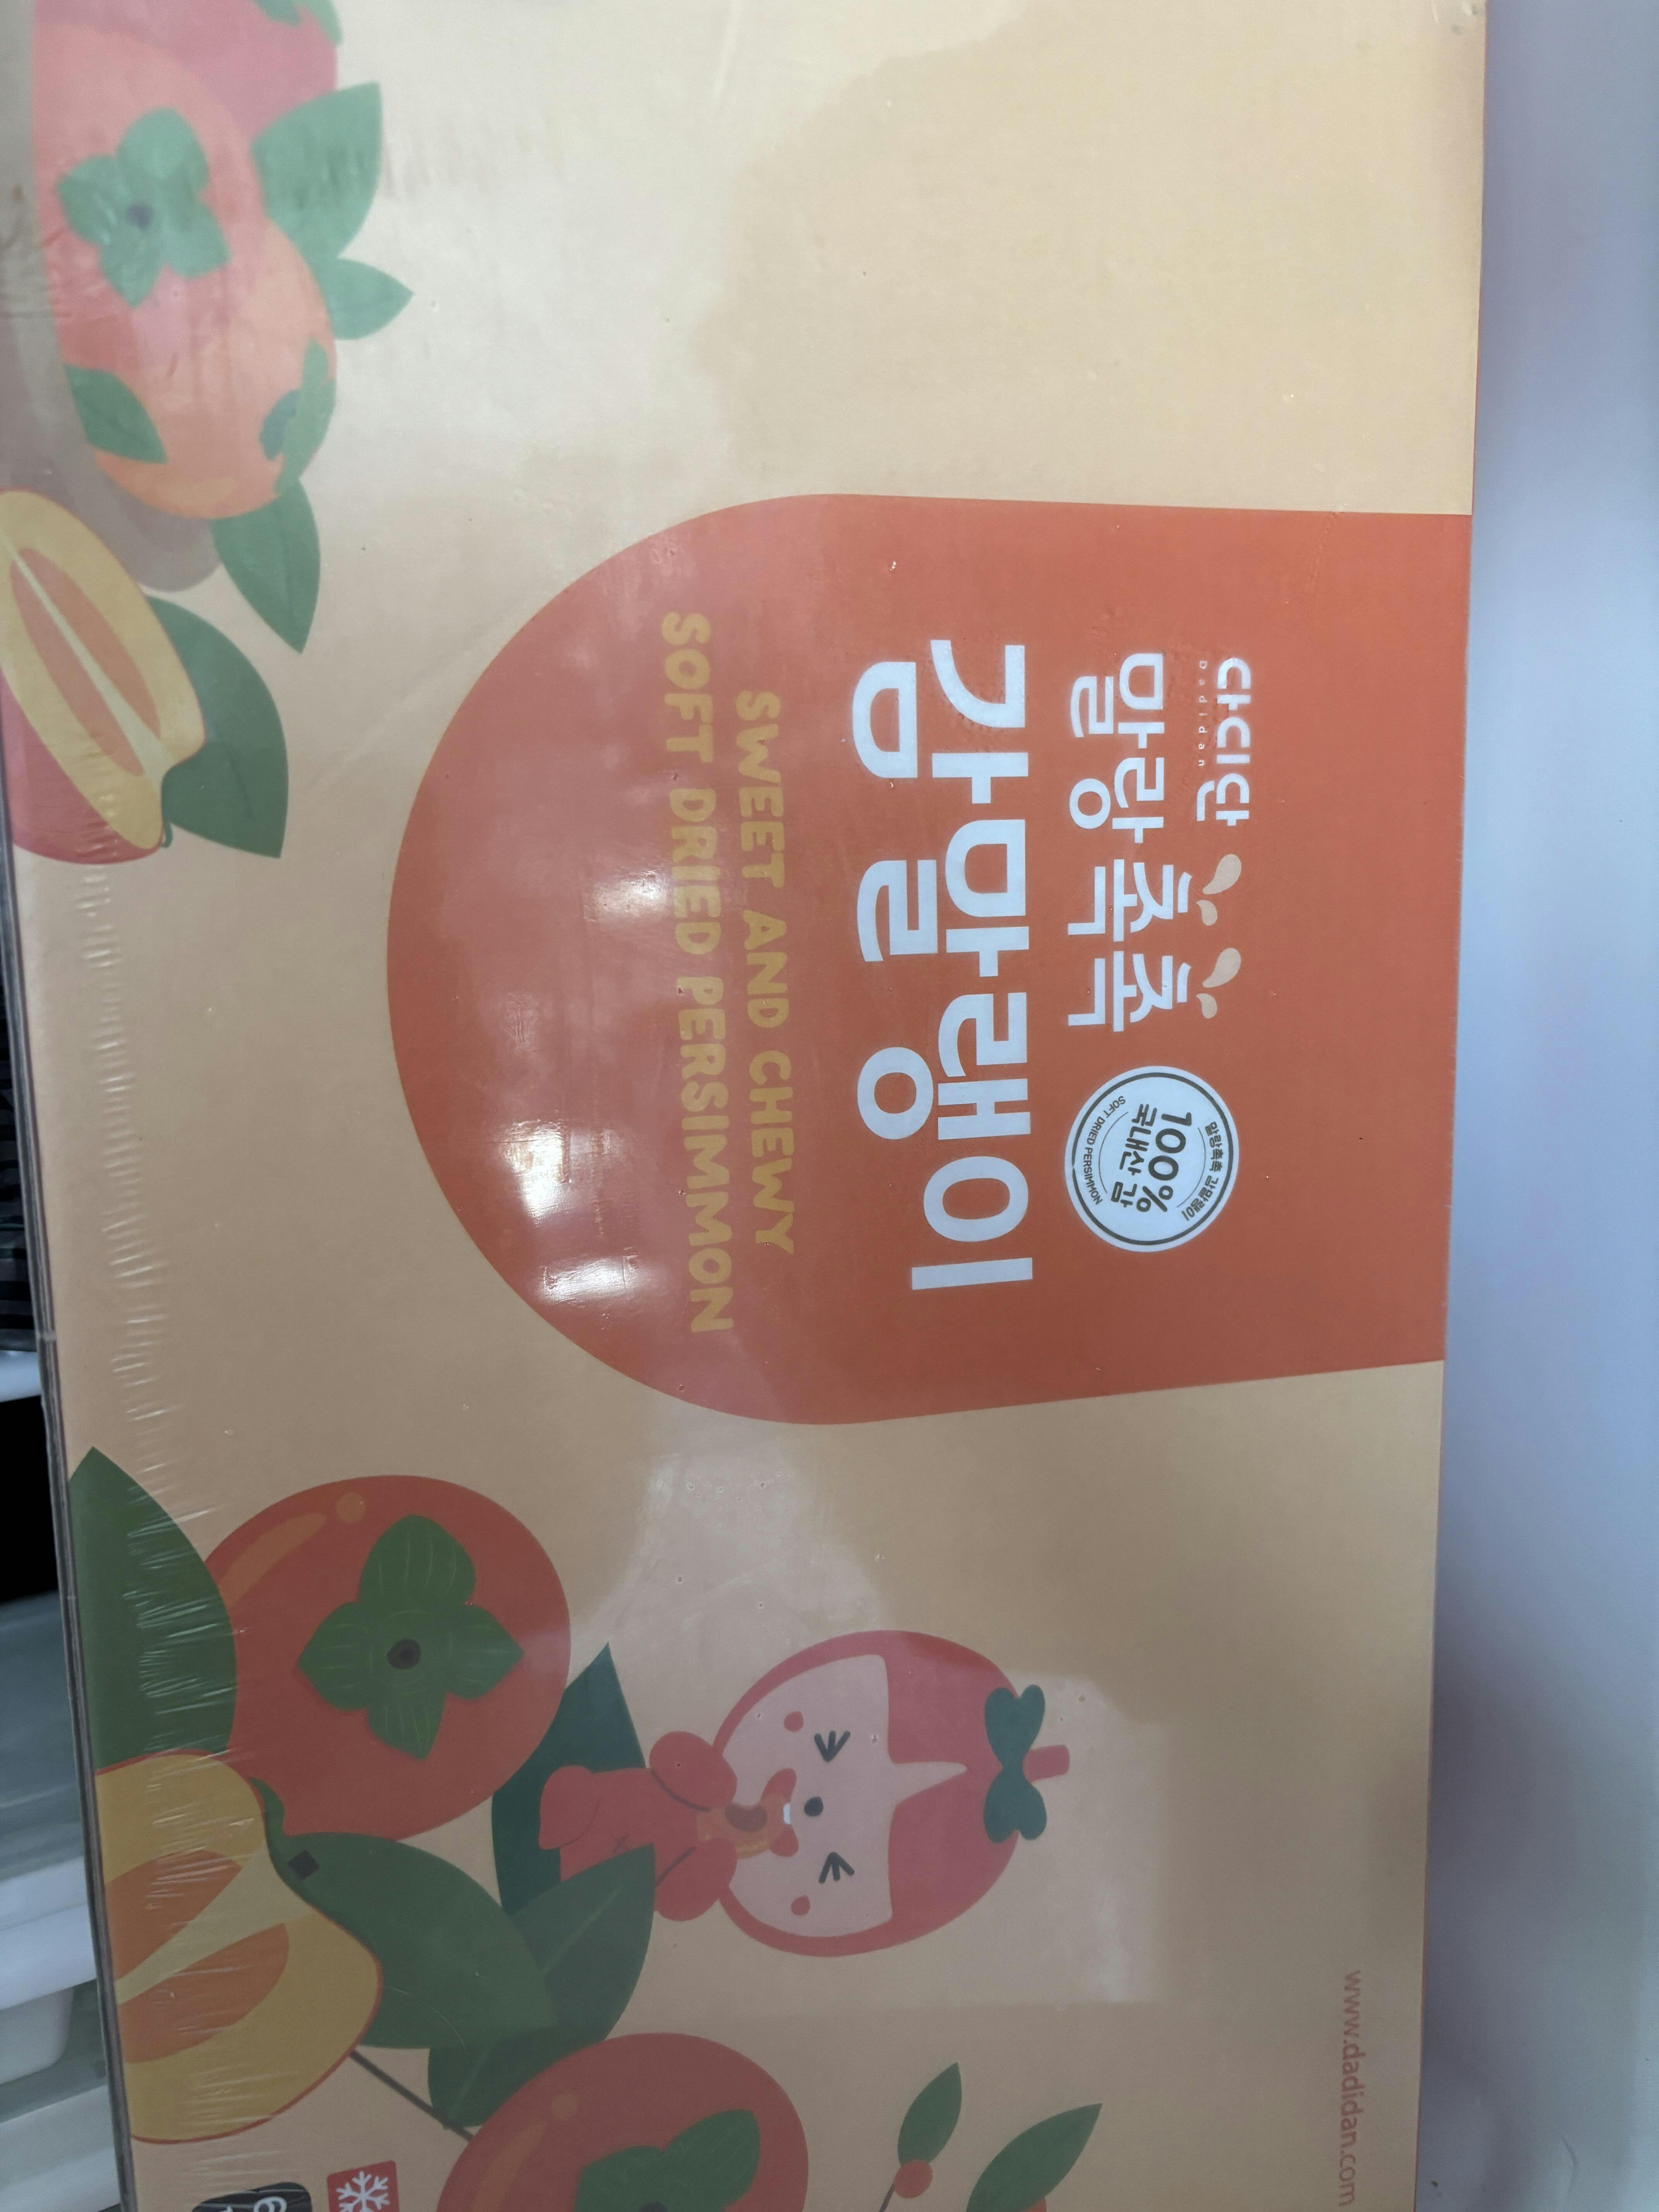 다디단
Dadidan
말랑촉촉
감말랭이
말랑촉촉 감말랭이
100%
국내산 감
SOFT DRIED PERSIMMON
SWEET AND CHEWY
SOFT DRIED PERSIMMON
www.dadidan.com